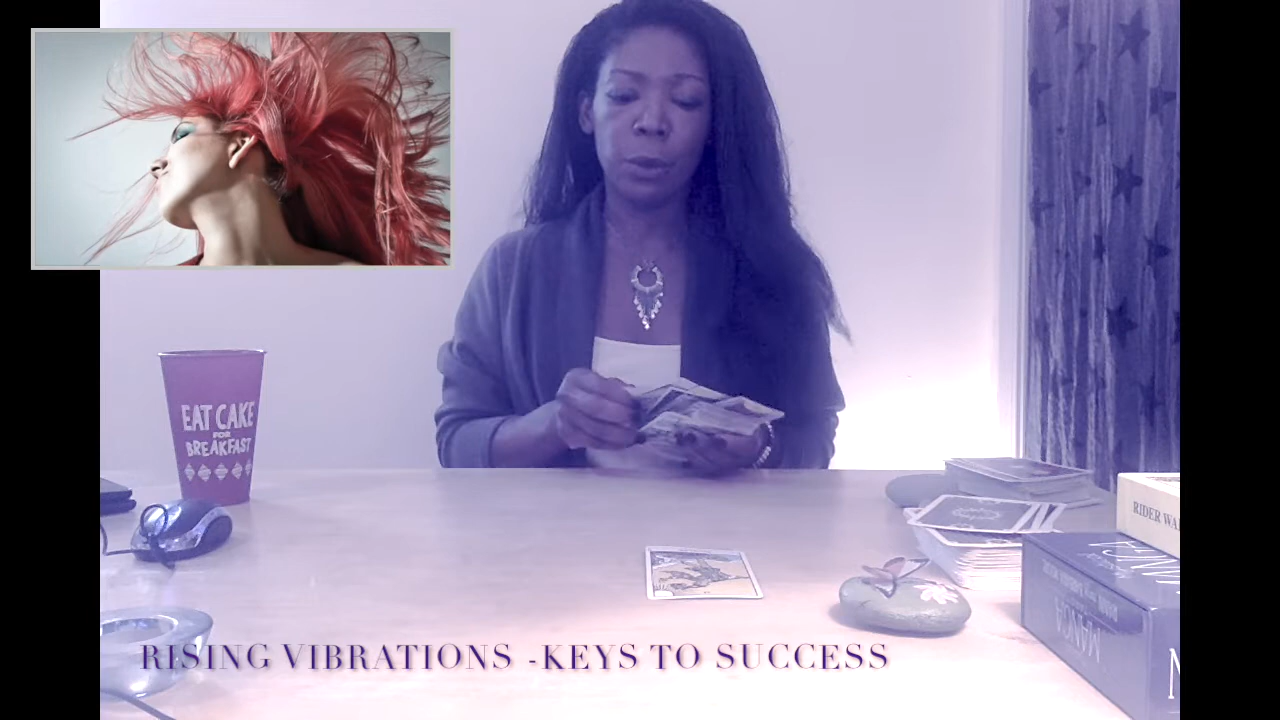 EAT CAKE
FOR
BREAKFAST
RIDER WA
RISING VIBRATIONS -KEYS TO SUCCESS